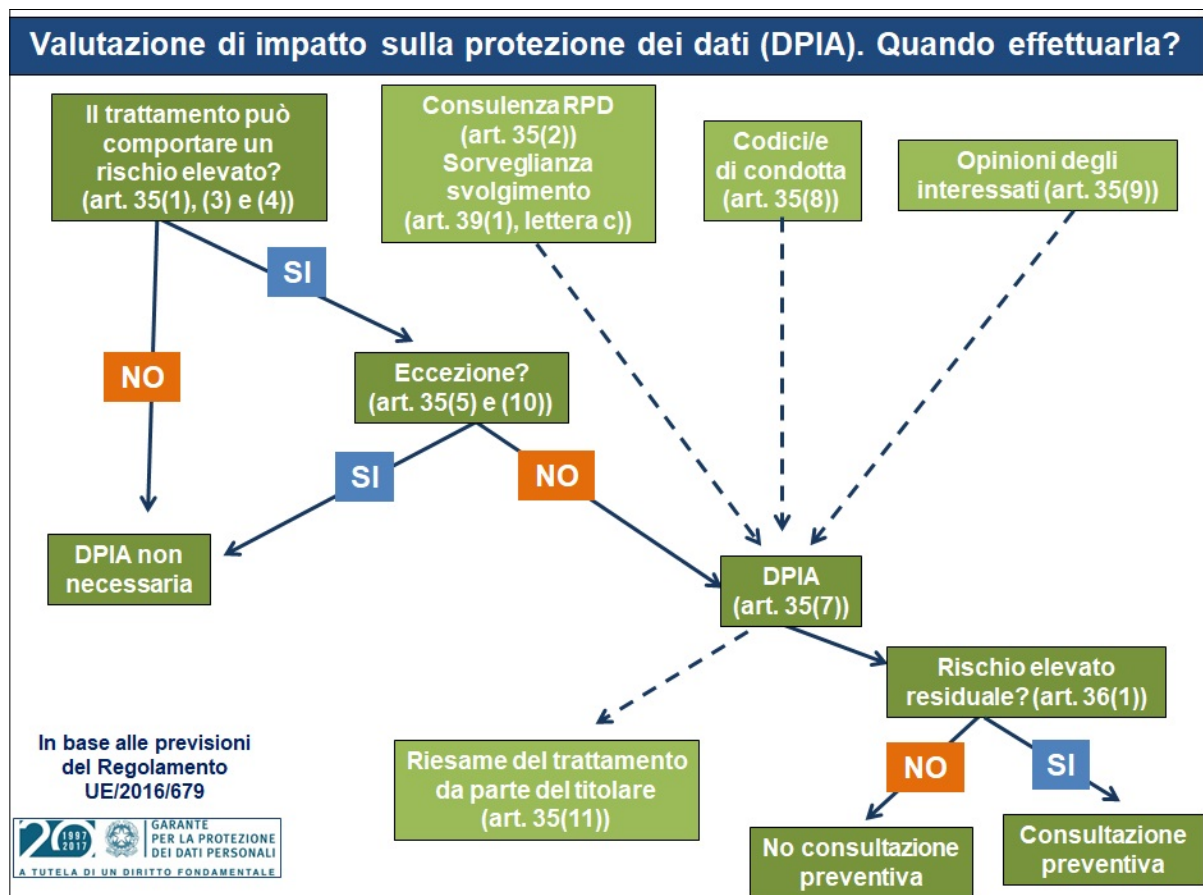 Valutazione di impatto sulla protezione dei dati (DPIA). Quando effettuarla?
Il trattamento può
comportare un
rischio elevato?
(art. 35(1), (3) e (4))
Consulenza RPD
(art. 35(2))
Sorveglianza
svolgimento
(art. 39(1), lettera c))
Codici/e
di condotta
(art. 35(8))
Opinioni degli
interessati (art. 35(9))
SI
NO
Eccezione?
(art. 35(5) e (10))
SI
NO
DPIA non
necessaria
DPIA
(art. 35(7))
Rischio elevato
residuale? (art. 36(1))
Riesame del trattamento
da parte del titolare
(art. 35(11))
NO
SI
No consultazione
preventiva
Consultazione
preventiva
In base alle previsioni
del Regolamento
UE/2016/679
20 1997
2017
GARANTE
PER LA PROTEZIONE
DEI DATI PERSONALI
A TUTELA DI UN DIRITTO FONDAMENTALE